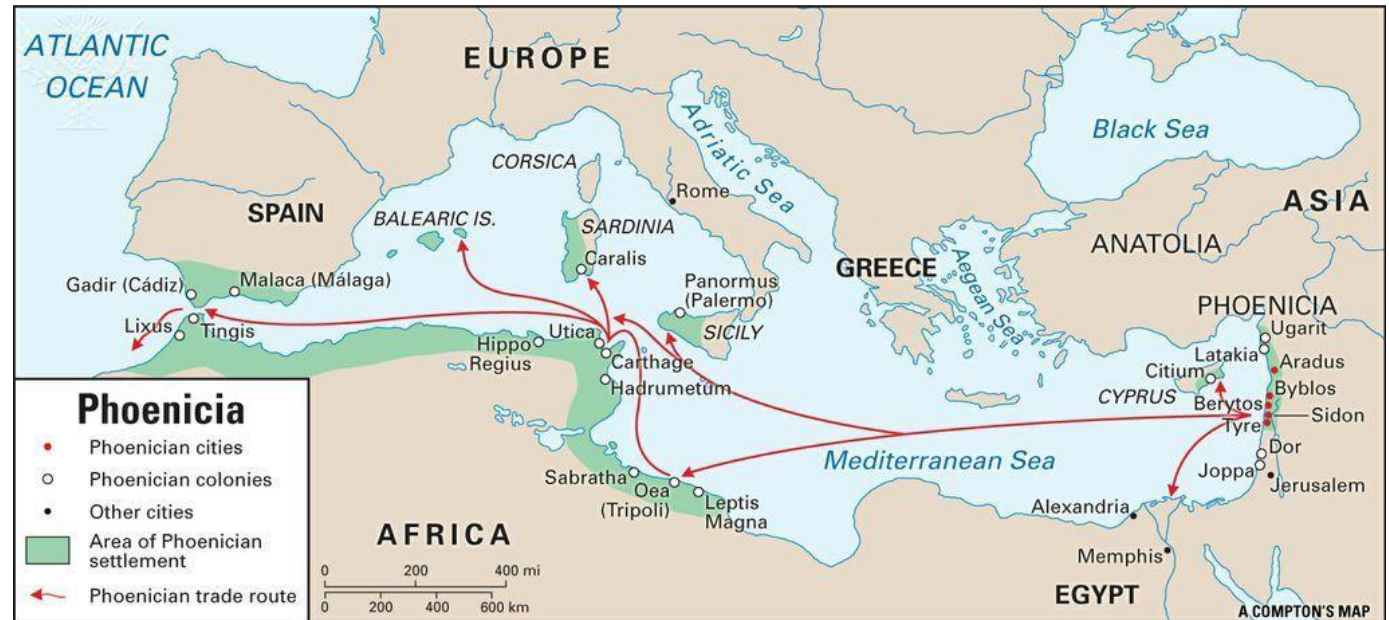 ATLANTIC
OCEAN
EUROPE
Adriatic Sea
Black Sea
CORSICA
Rome
ASIA
SPAIN
BALEARIC IS.
SARDINIA
ANATOLIA
Caralis
GREECE
Aegean Sea
Gadir (Cádiz)
Malaca (Málaga)
Panormus
(Palermo)
PHOENICIA
Lixus
Tingis
Utica
SICILY
Ugarit
Hippo
Regius
Carthage
Latakia
Aradus
Hadrumetum
Citium
Byblos
CYPRUS
Berytos
Sidon
Tyre
Mediterranean Sea
Dor
Joppa
Jerusalem
Sabratha
Oea
(Tripoli)
Leptis
Magna
Alexandria
AFRICA
Memphis
EGYPT
Phoenicia
Phoenician cities
Phoenician colonies
Other cities
Area of Phoenician
settlement
Phoenician trade route
0 200 400 mi
0 200 400 600 km
A COMPTON'S MAP